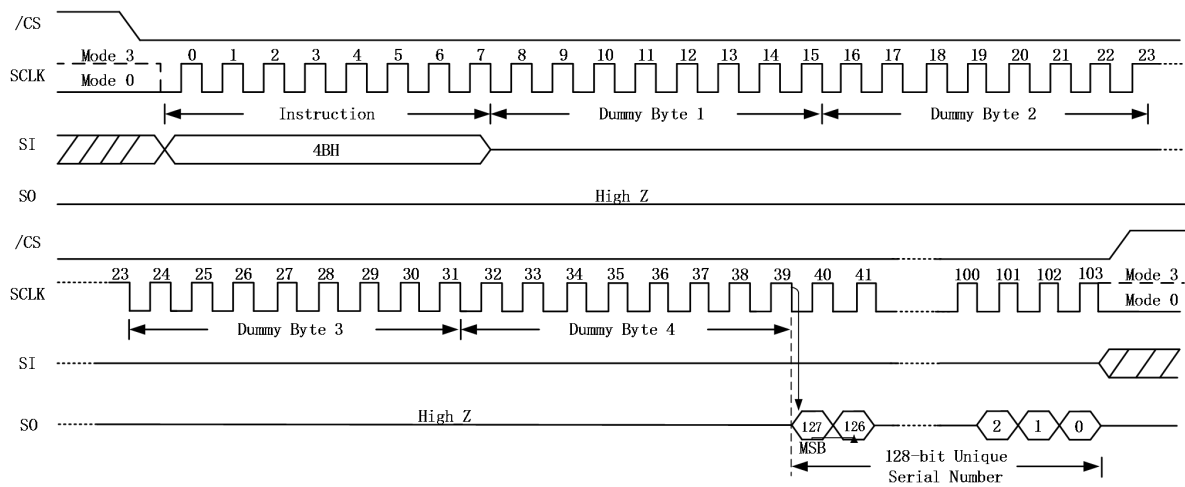 /CS
Mode 3 0 1 2 3 4 5 6 7 8 9 10 11 12 13 14 15 16 17 18 19 20 21 22 23
SCLK
Mode 0
Instruction Dummy Byte 1 Dummy Byte 2
SI
4BH
SO
High Z
/CS
23 24 25 26 27 28 29 30 31 32 33 34 35 36 37 38 39 40 41 100 101 102 103 Mode 3
SCLK
Mode 0
Dummy Byte 3 Dummy Byte 4
SI
High Z
SO
127 126 2 1 0
MSB
128-bit Unique
Serial Number